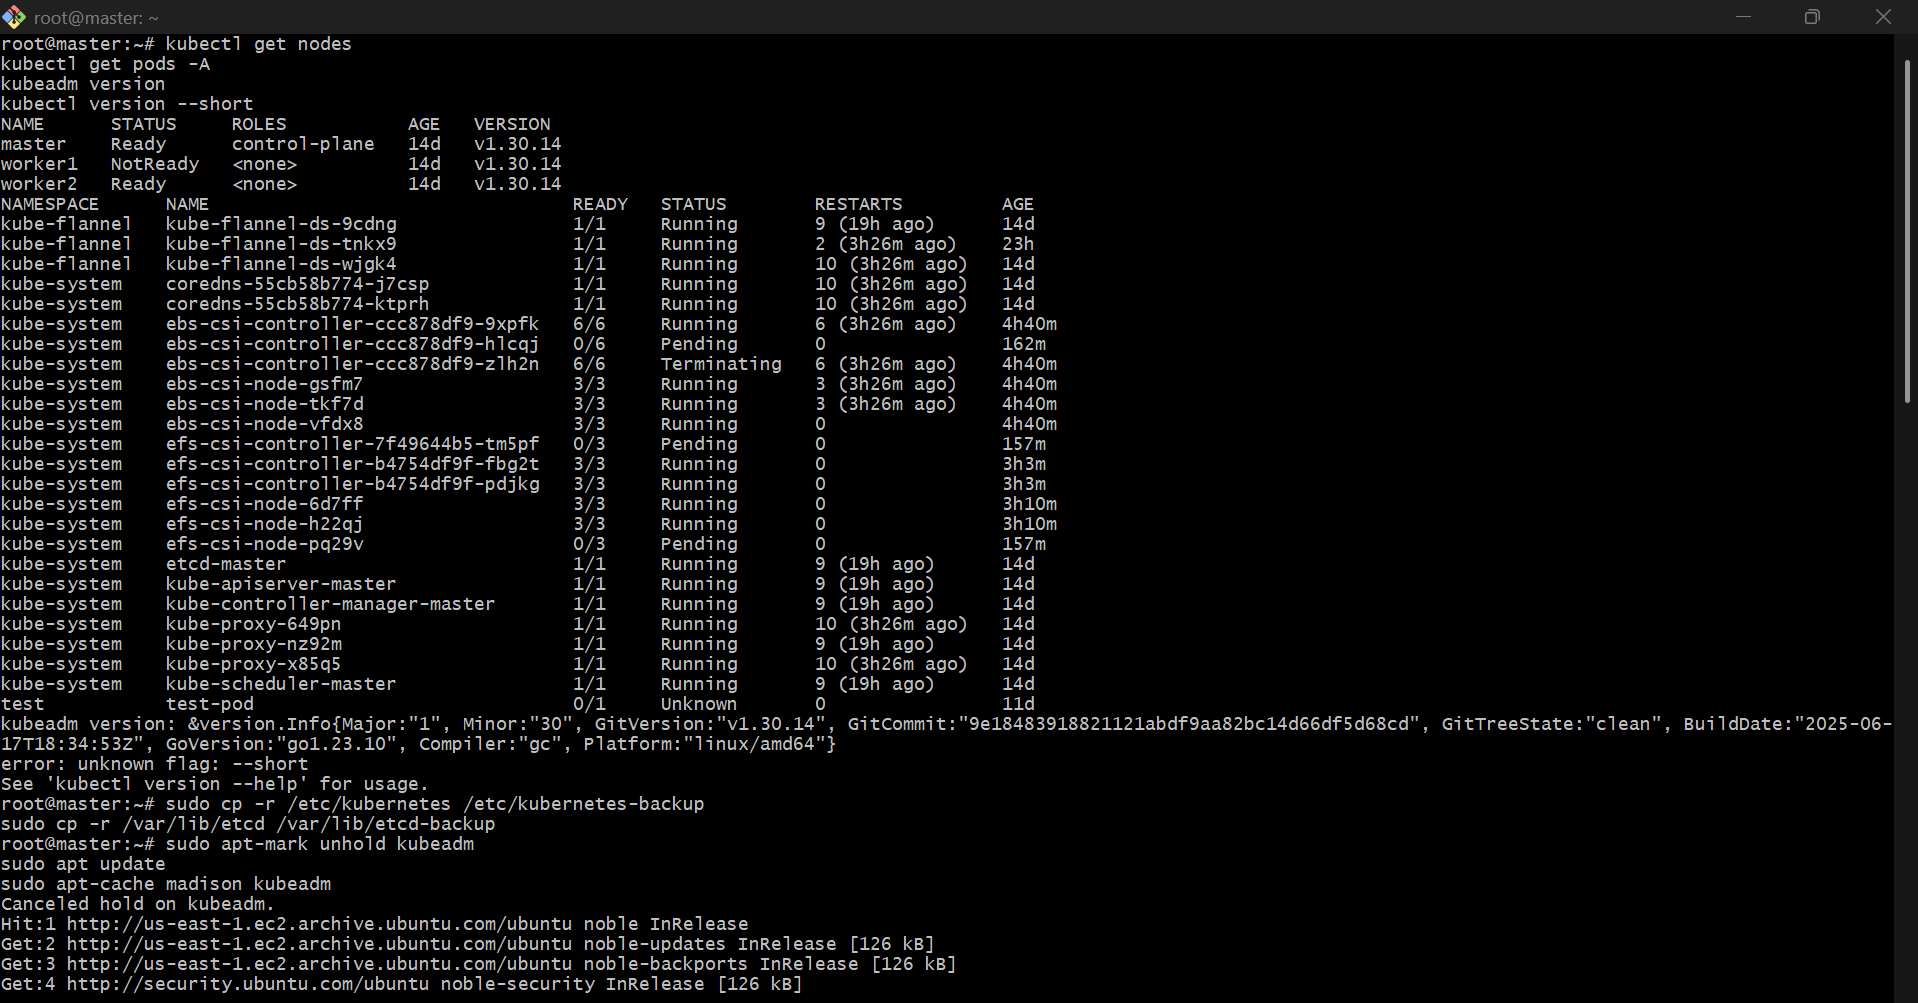 root@master: ~
root@master:~# kubectl get nodes
kubectl get pods -A
kubeadm version
kubectl version --short
NAME      STATUS     ROLES           AGE   VERSION
master    Ready      control-plane   14d   v1.30.14
worker1   NotReady   <none>          14d   v1.30.14
worker2   Ready      <none>          14d   v1.30.14
NAMESPACE      NAME                                 READY   STATUS        RESTARTS        AGE
kube-flannel   kube-flannel-ds-9cdng                1/1     Running       9 (19h ago)     14d
kube-flannel   kube-flannel-ds-tnkx9                1/1     Running       2 (3h26m ago)   23h
kube-flannel   kube-flannel-ds-wjgk4                1/1     Running       10 (3h26m ago)  14d
kube-system    coredns-55cb58b774-j7csp             1/1     Running       10 (3h26m ago)  14d
kube-system    coredns-55cb58b774-ktprh             1/1     Running       10 (3h26m ago)  14d
kube-system    ebs-csi-controller-ccc878df9-9xpfk   6/6     Running       6 (3h26m ago)   4h40m
kube-system    ebs-csi-controller-ccc878df9-hlcqj   0/6     Pending       0               162m
kube-system    ebs-csi-controller-ccc878df9-zlh2n   6/6     Terminating   6 (3h26m ago)   4h40m
kube-system    ebs-csi-node-gsfm7                   3/3     Running       3 (3h26m ago)   4h40m
kube-system    ebs-csi-node-tkf7d                   3/3     Running       3 (3h26m ago)   4h40m
kube-system    ebs-csi-node-vfdx8                   3/3     Running       0               4h40m
kube-system    efs-csi-controller-7f49644b5-tm5pf   0/3     Pending       0               157m
kube-system    efs-csi-controller-b4754df9f-fbg2t   3/3     Running       0               3h3m
kube-system    efs-csi-controller-b4754df9f-pdjkg   3/3     Running       0               3h3m
kube-system    efs-csi-node-6d7ff                   3/3     Running       0               3h10m
kube-system    efs-csi-node-h22qj                   3/3     Running       0               3h10m
kube-system    efs-csi-node-pq29v                   0/3     Pending       0               157m
kube-system    etcd-master                          1/1     Running       9 (19h ago)     14d
kube-system    kube-apiserver-master                1/1     Running       9 (19h ago)     14d
kube-system    kube-controller-manager-master       1/1     Running       9 (19h ago)     14d
kube-system    kube-proxy-649pn                     1/1     Running       10 (3h26m ago)  14d
kube-system    kube-proxy-nz92m                     1/1     Running       9 (19h ago)     14d
kube-system    kube-proxy-x85q5                     1/1     Running       10 (3h26m ago)  14d
kube-system    kube-scheduler-master                1/1     Running       9 (19h ago)     14d
test           test-pod                             0/1     Unknown       0               11d
kubeadm version: &version.Info{Major:"1", Minor:"30", GitVersion:"v1.30.14", GitCommit:"9e18483918821121abdf9aa82bc14d66df5d68cd", GitTreeState:"clean", BuildDate:"2025-06-
17T18:34:53Z", GoVersion:"go1.23.10", Compiler:"gc", Platform:"linux/amd64"}
error: unknown flag: --short
See 'kubectl version --help' for usage.
root@master:~# sudo cp -r /etc/kubernetes /etc/kubernetes-backup
sudo cp -r /var/lib/etcd /var/lib/etcd-backup
root@master:~# sudo apt-mark unhold kubeadm
sudo apt update
sudo apt-cache madison kubeadm
Canceled hold on kubeadm.
Hit:1 http://us-east-1.ec2.archive.ubuntu.com/ubuntu noble InRelease
Get:2 http://us-east-1.ec2.archive.ubuntu.com/ubuntu noble-updates InRelease [126 kB]
Get:3 http://us-east-1.ec2.archive.ubuntu.com/ubuntu noble-backports InRelease [126 kB]
Get:4 http://security.ubuntu.com/ubuntu noble-security InRelease [126 kB]